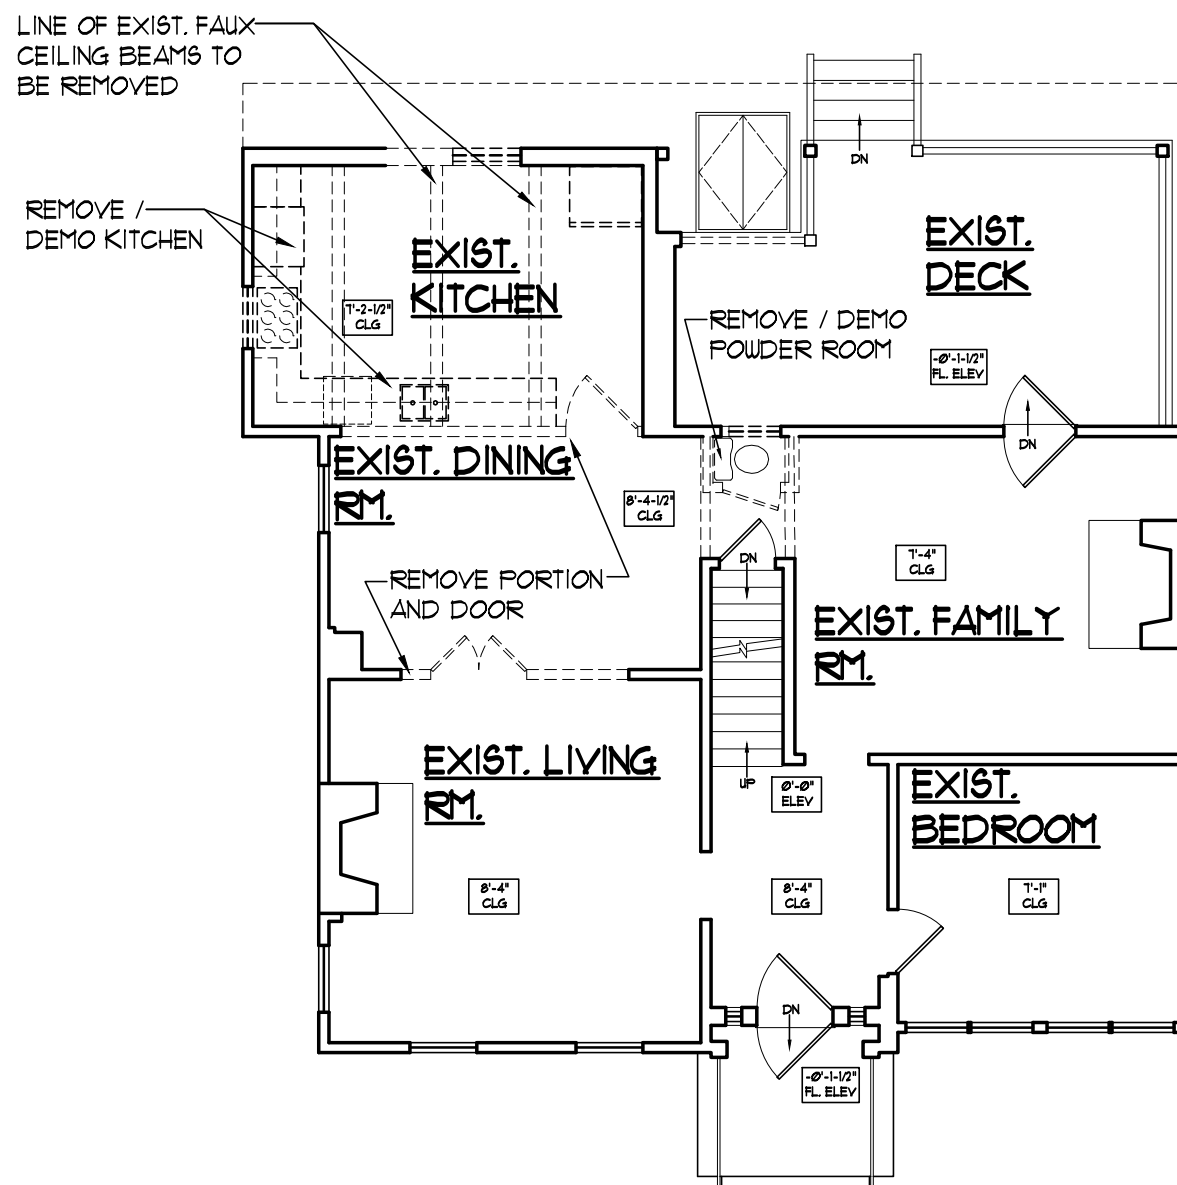 LINE OF EXIST. FAUX
CEILING BEAMS TO
BE REMOVED
DN
REMOVE /
DEMO KITCHEN
EXIST.
KITCHEN
7'-2-1/2"
CLG
EXIST.
DECK
REMOVE / DEMO
POWDER ROOM
-0'-1-1/2"
FL. ELEV
DN
EXIST. DINING
RM.
8'-4-1/2"
CLG
REMOVE PORTION
AND DOOR
DN
7'-4"
CLG
EXIST. FAMILY
RM.
EXIST. LIVING
RM.
UP
0'-0"
ELEV
EXIST.
BEDROOM
8'-4"
CLG
8'-4"
CLG
7'-1"
CLG
DN
-0'-1-1/2"
FL. ELEV